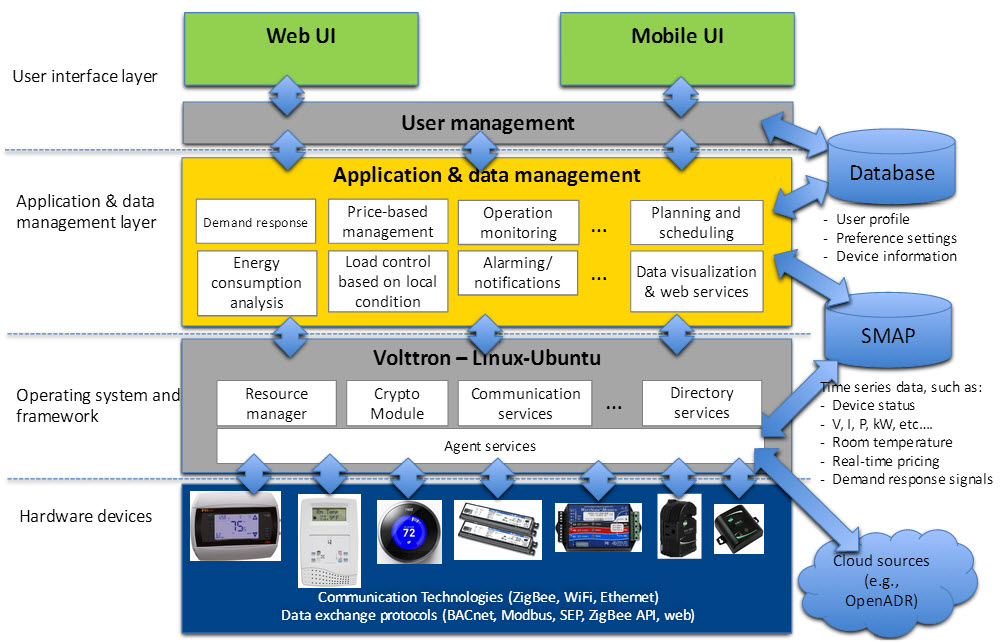 Web UI
Mobile UI
User interface layer
User management
Application & data
management layer
Application & data management
Demand response
Price-based
management
Operation
monitoring
...
Planning and
scheduling
Energy
consumption
analysis
Load control
based on local
condition
Alarming/
notifications
...
Data visualization
& web services
Database
- User profile
- Preference settings
- Device information
SMAP
Time series data, such as:
- Device status
- V, I, P, kW, etc....
- Room temperature
- Real-time pricing
- Demand response signals
Operating system and
framework
Volttron – Linux-Ubuntu
Resource
manager
Crypto
Module
Communication
services
...
Directory
services
Agent services
Hardware devices
75
72
Communication Technologies (ZigBee, WiFi, Ethernet)
Data exchange protocols (BACnet, Modbus, SEP, ZigBee API, web)
Cloud sources
(e.g.,
OpenADR)